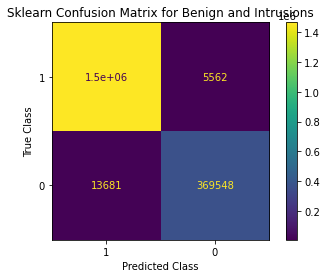 Sklearn Confusion Matrix for Benign and Intrusions
1e6
1.5e+06 5562
13681 369548
1
0
True Class
1 0
Predicted Class
1.4
1.2
1.0
0.8
0.6
0.4
0.2